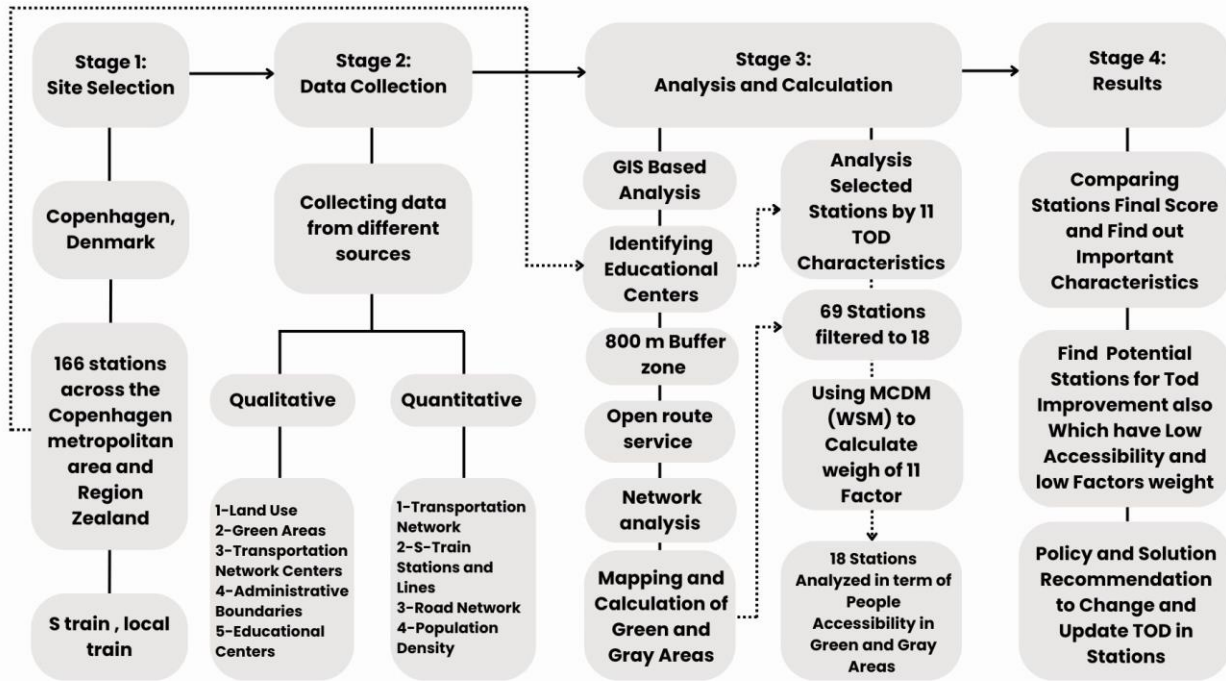 Stage 1:
Site Selection
Copenhagen,
Denmark
166 stations
across the
Copenhagen
metropolitan
area and
Region
Zealand
S train , local
train
Stage 2:
Data Collection
Collecting data
from different
sources
Qualitative
1-Land Use
2-Green Areas
3-Transportation
Network Centers
4-Administrative
Boundaries
5-Educational
Centers
Quantitative
1-Transportation
Network
2-S-Train
Stations and
Lines
3-Road Network
4-Population
Density
Stage 3:
Analysis and Calculation
GIS Based
Analysis
Identifying
Educational
Centers
800 m Buffer
zone
Open route
service
Network
analysis
Mapping and
Calculation of
Green and
Gray Areas
Analysis
Selected
Stations by 11
TOD
Characteristics
69 Stations
filtered to 18
Using MCDM
(WSM) to
Calculate
weigh of 11
Factor
18 Stations
Analyzed in term of
People
Accessibility in
Green and Gray
Areas
Stage 4:
Results
Comparing
Stations Final Score
and Find out
Important
Characteristics
Find Potential
Stations for Tod
Improvement also
Which have Low
Accessibility and
low Factors weight
Policy and Solution
Recommendation
to Change and
Update TOD in
Stations